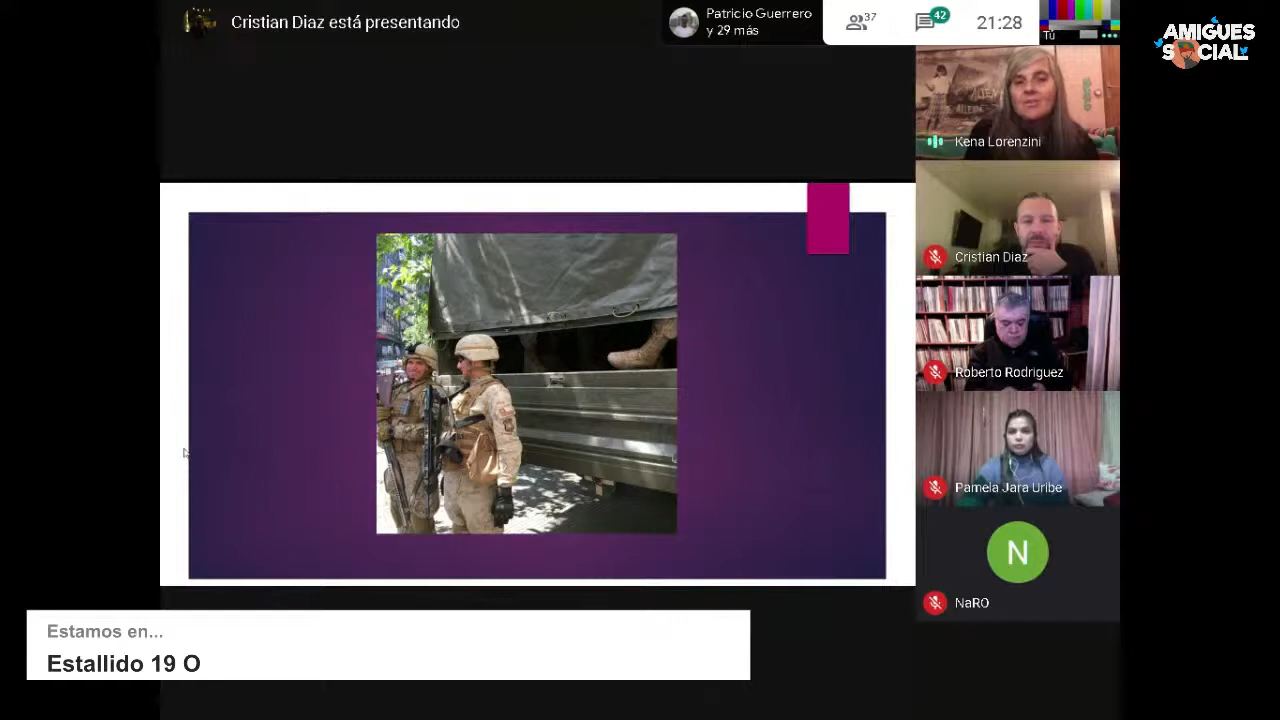 Cristian Diaz está presentando
Patricio Guerrero
y 29 más
37
42
21:28
Tú
AMIGUES
SOCIAL
Kena Lorenzini
Cristian Diaz
Roberto Rodriguez
Pamela Jara Uribe
N
NaRO
Estamos en...
Estallido 19 O